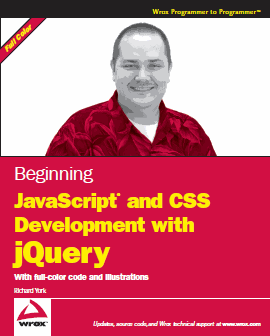 Wrox Programmer to Programmer™
Full Color
Beginning
JavaScript® and CSS
Development with
jQuery
With full-color code and illustrations
Richard York
wrox™
Updates, source code, and Wrox technical support at www.wrox.com